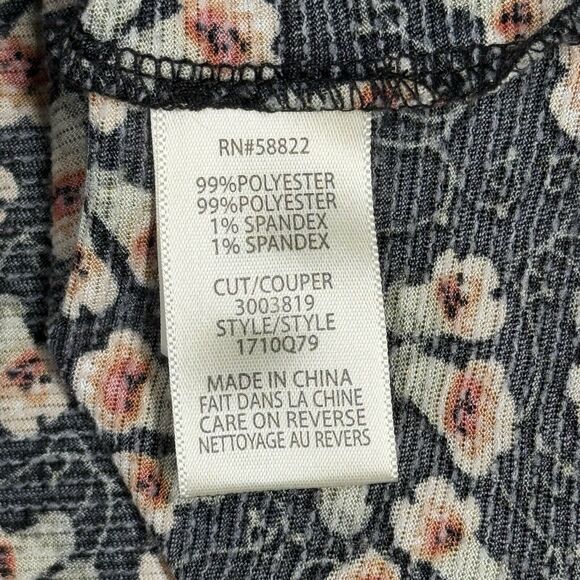 RN#58822
99%POLYESTER
99%POLYESTER
1% SPANDEX
1% SPANDEX
CUT/COUPER
3003819
STYLE/STYLE
1710Q79
MADE IN CHINA
FAIT DANS LA CHINE
CARE ON REVERSE
NETTOYAGE AU REVERS